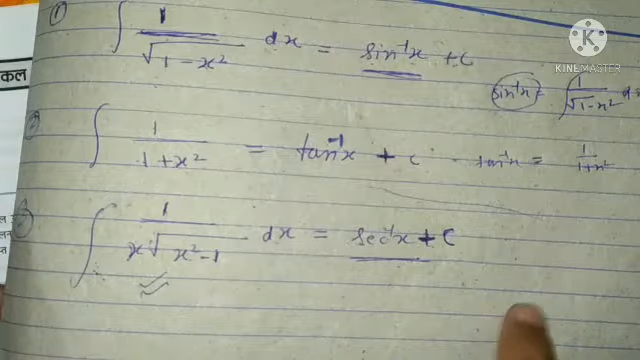 ① ∫ 1/√(1-x²) dx = sin⁻¹x + c
sin⁻¹x = ∫ 1/√(1-x²) dx
∫ 1/(1+x²) = tan⁻¹x + c
tan⁻¹x = 1/(1+x²)
∫ 1/(x√(x²-1)) dx = sec⁻¹x + c
KINEMASTER